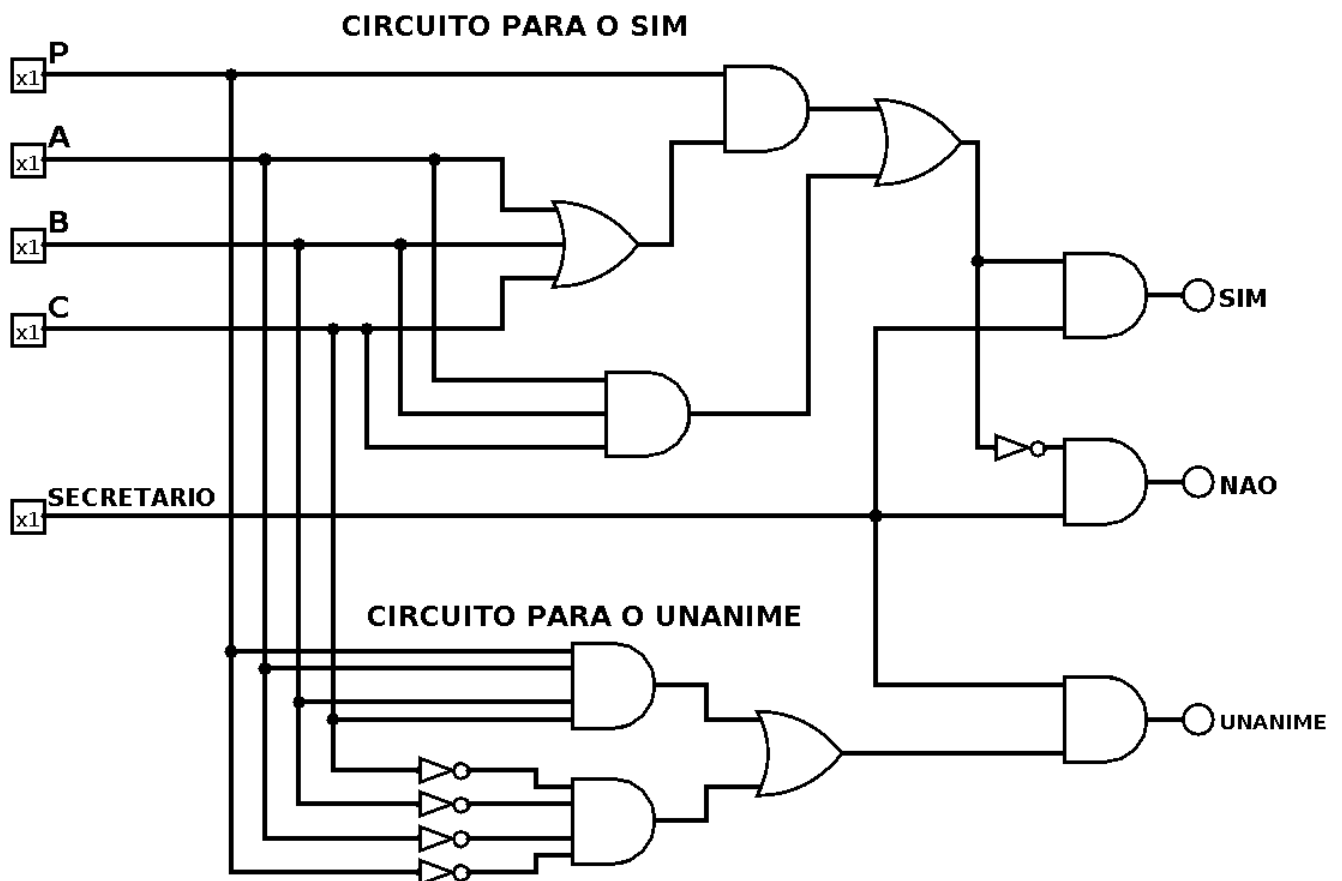 CIRCUITO PARA O SIM
P
x1
A
x1
B
x1
C
x1
SIM
NAO
SECRETARIO
x1
CIRCUITO PARA O UNANIME
UNANIME